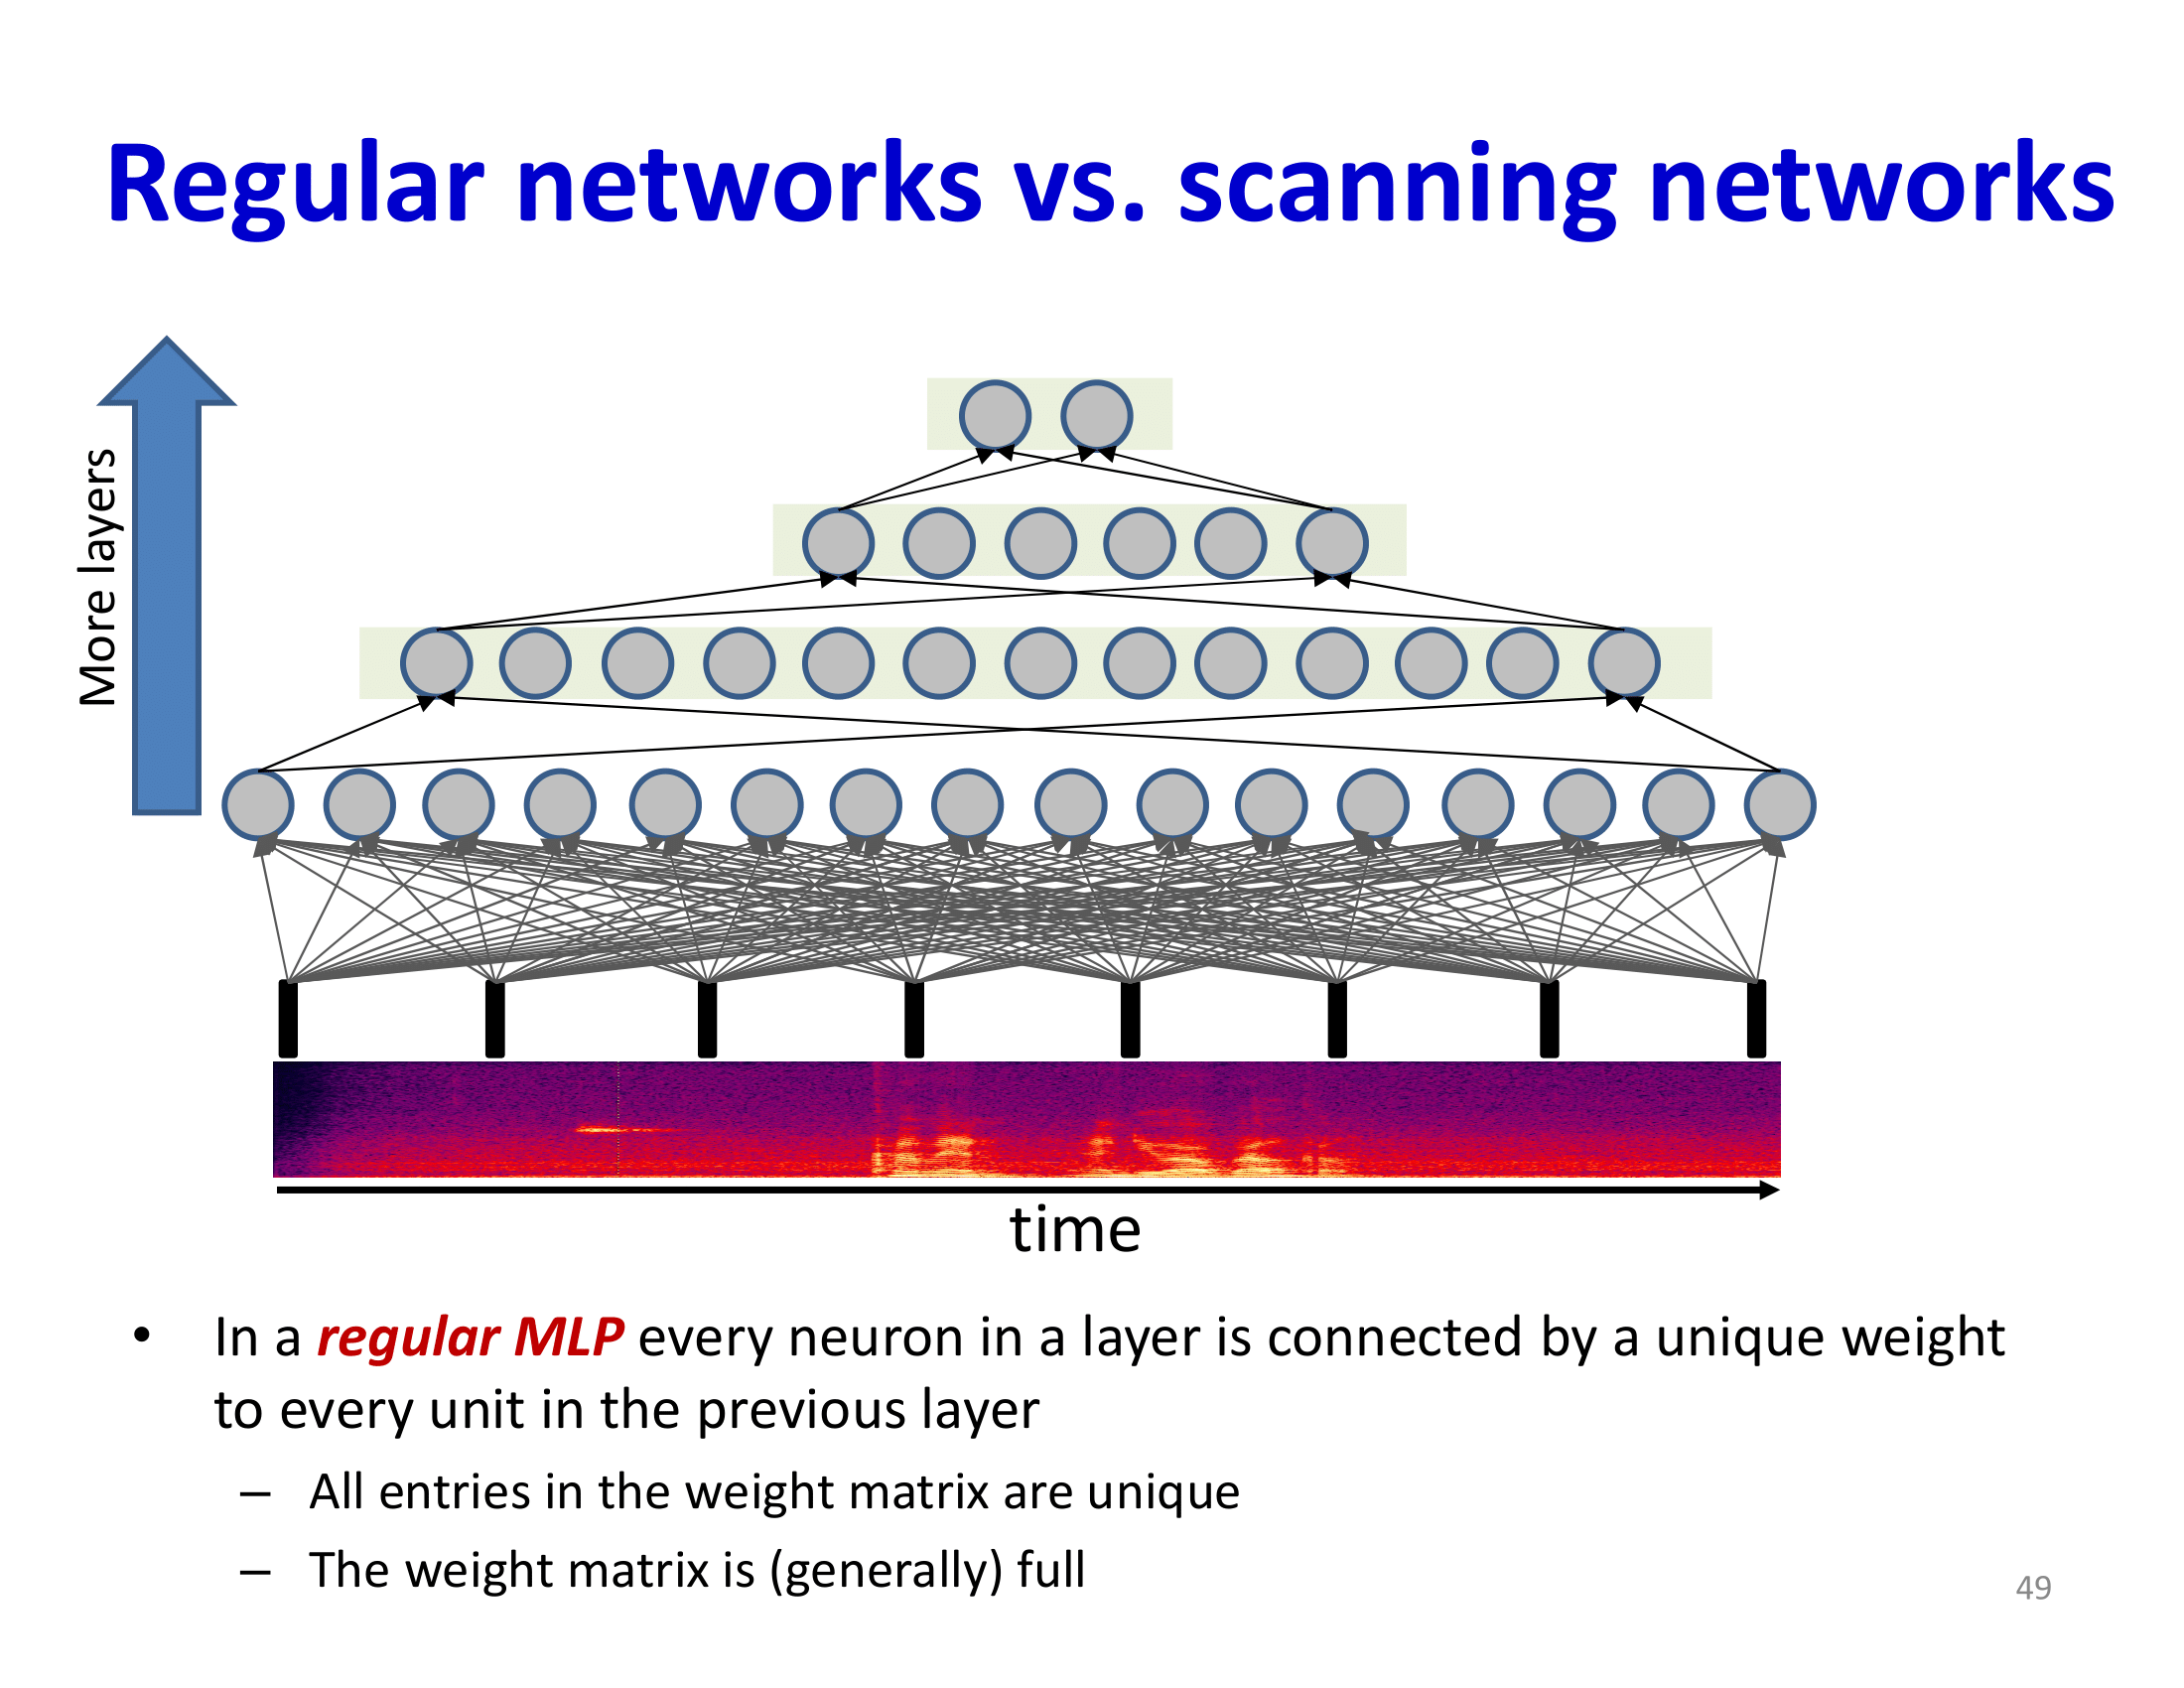 Regular networks vs. scanning networks
More layers
time
• In a regular MLP every neuron in a layer is connected by a unique weight
to every unit in the previous layer
– All entries in the weight matrix are unique
– The weight matrix is (generally) full
49